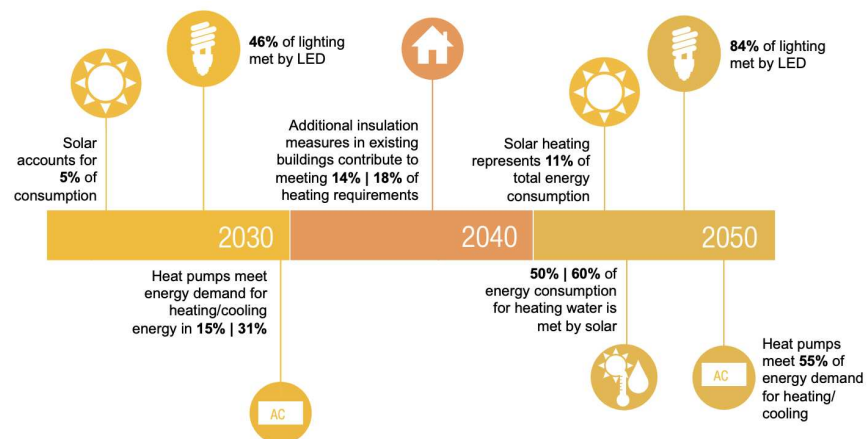 46% of lighting
met by LED
84% of lighting
met by LED
Solar
accounts for
5% of
consumption
Additional insulation
measures in existing
buildings contribute to
meeting 14% | 18% of
heating requirements
Solar heating
represents 11% of
total energy
consumption
2030
2040
2050
Heat pumps meet
energy demand for
heating/cooling
energy in 15% | 31%
AC
50% | 60% of
energy consumption
for heating water is
met by solar
AC
Heat pumps
meet 55% of
energy demand
for heating/
cooling